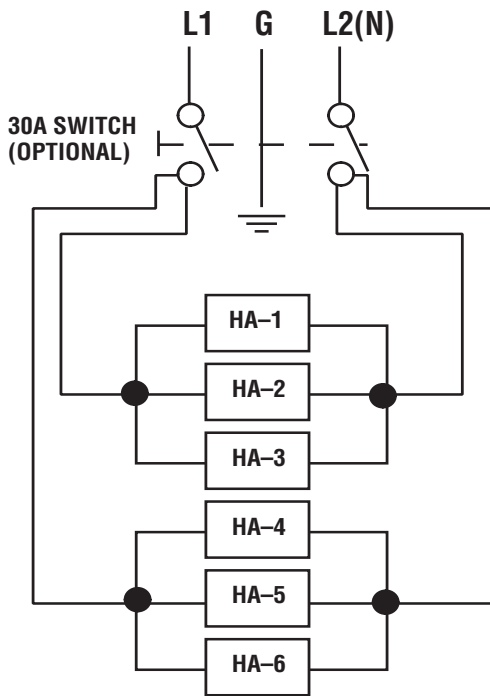 L1 G L2(N)
30A SWITCH
(OPTIONAL)
HA–1
HA–2
HA–3
HA–4
HA–5
HA–6